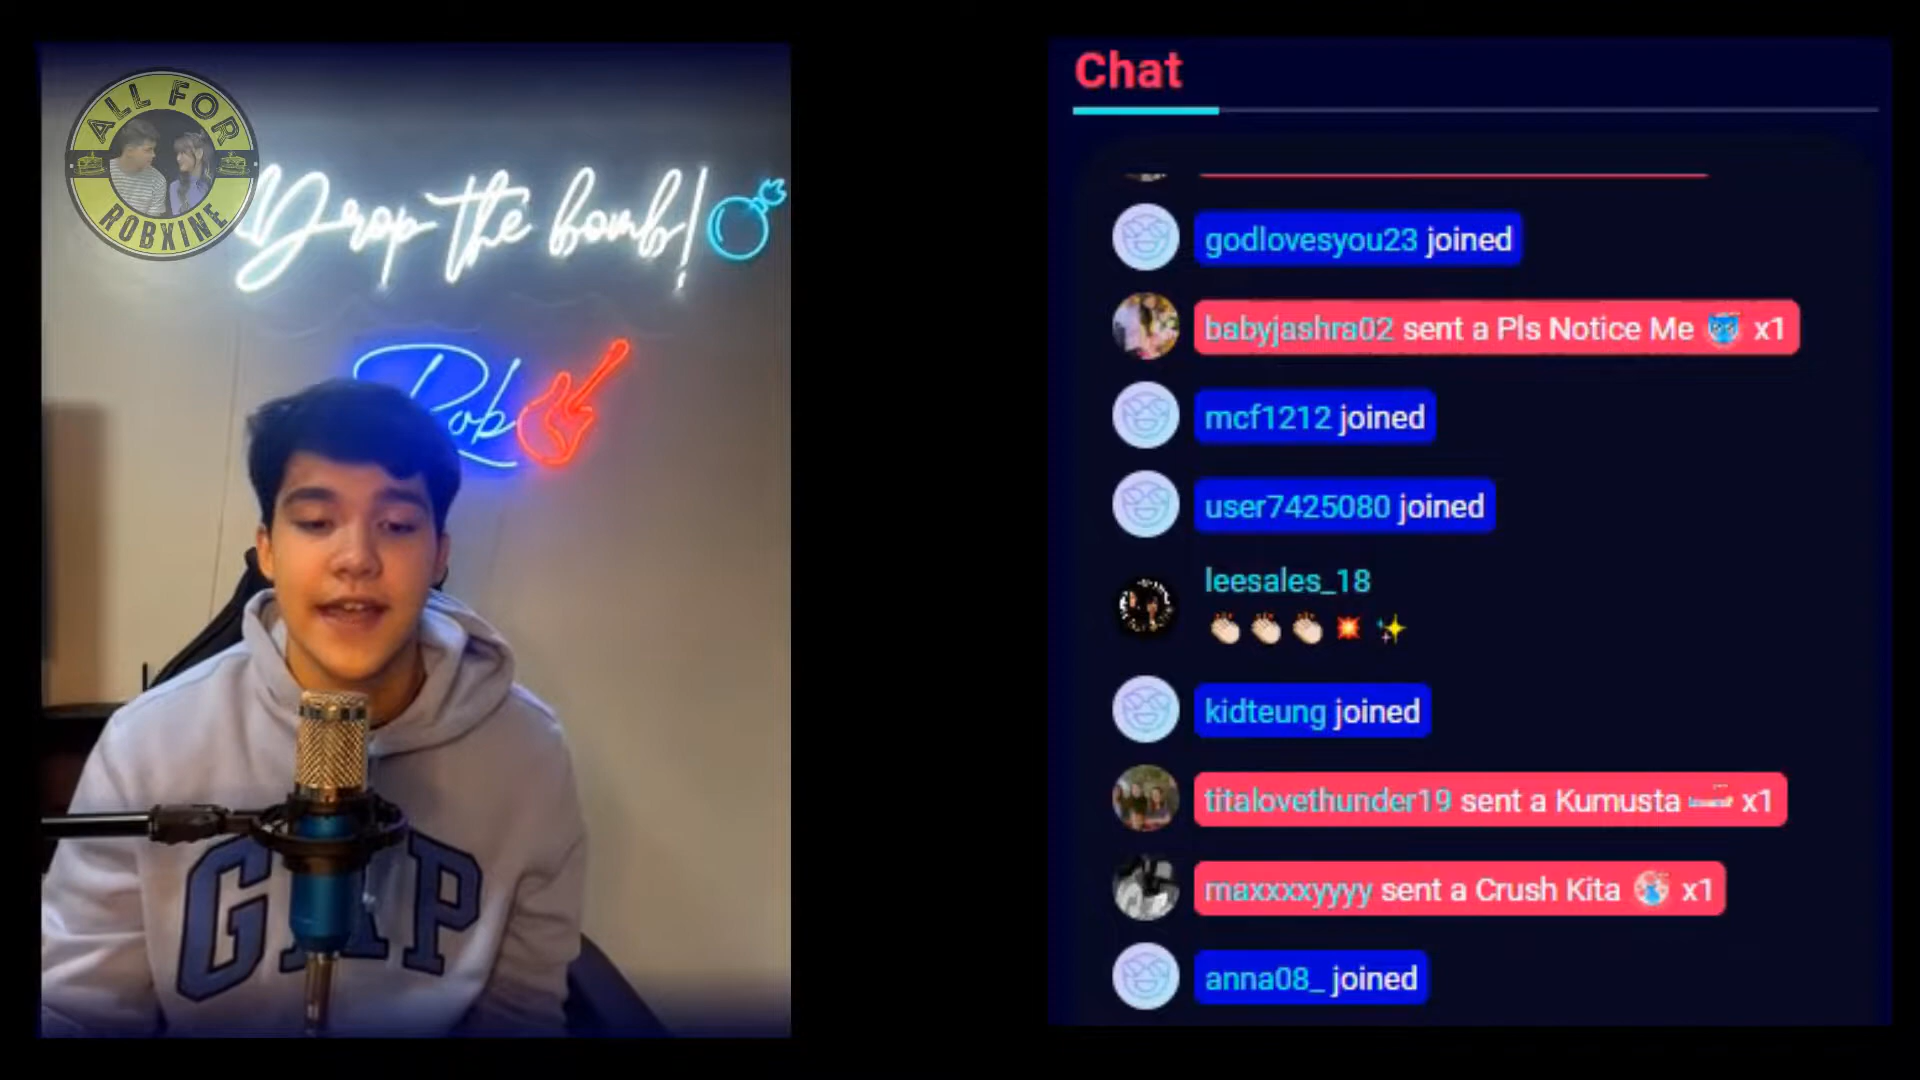 ALL FOR
ROBXINE
Drop the bomb!
Rob
GAP
Chat
godlovesyou23 joined
babyjashra02 sent a Pls Notice Me x1
mcf1212 joined
user7425080 joined
leesales_18
👏👏👏💥✨
kidteung joined
titalovethunder19 sent a Kumusta x1
maxxxxyyyy sent a Crush Kita x1
anna08_ joined